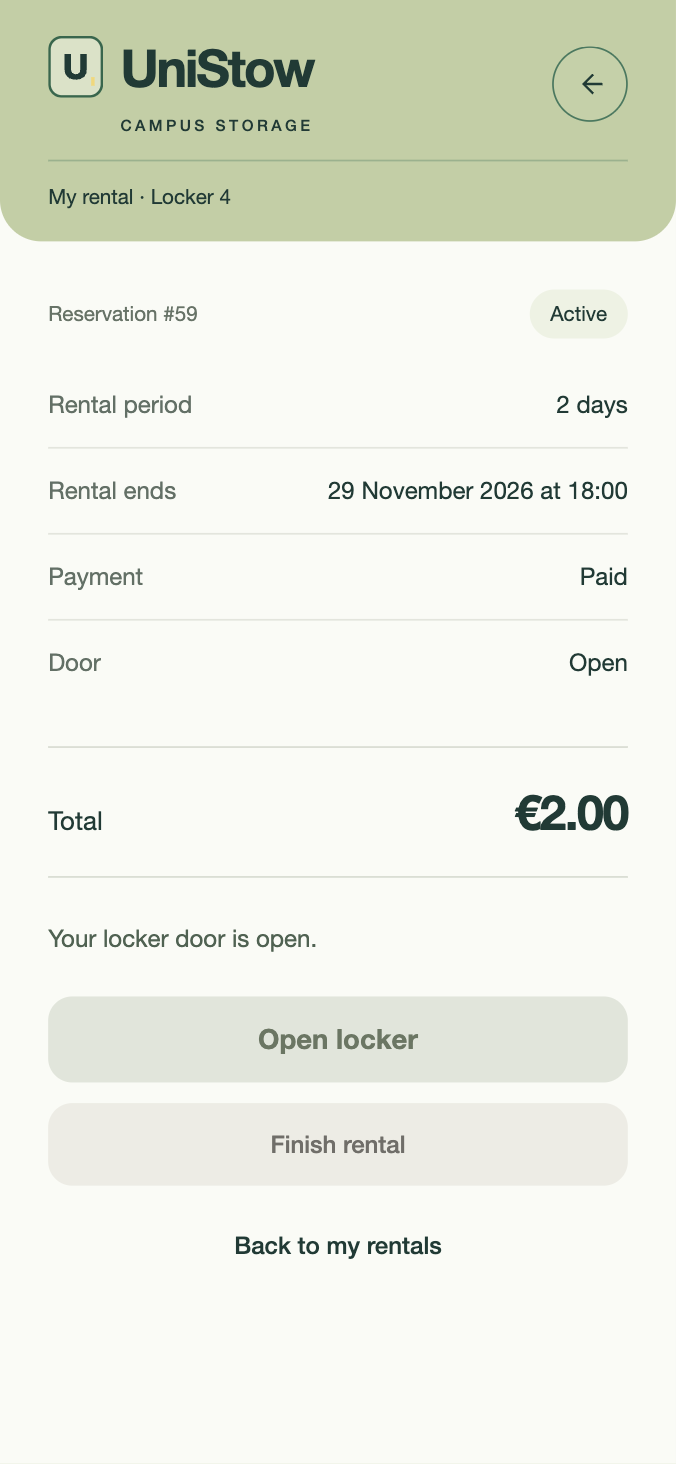 U UniStow
CAMPUS STORAGE
My rental · Locker 4
Reservation #59 Active
Rental period 2 days
Rental ends 29 November 2026 at 18:00
Payment Paid
Door Open
Total €2.00
Your locker door is open.
Open locker
Finish rental
Back to my rentals